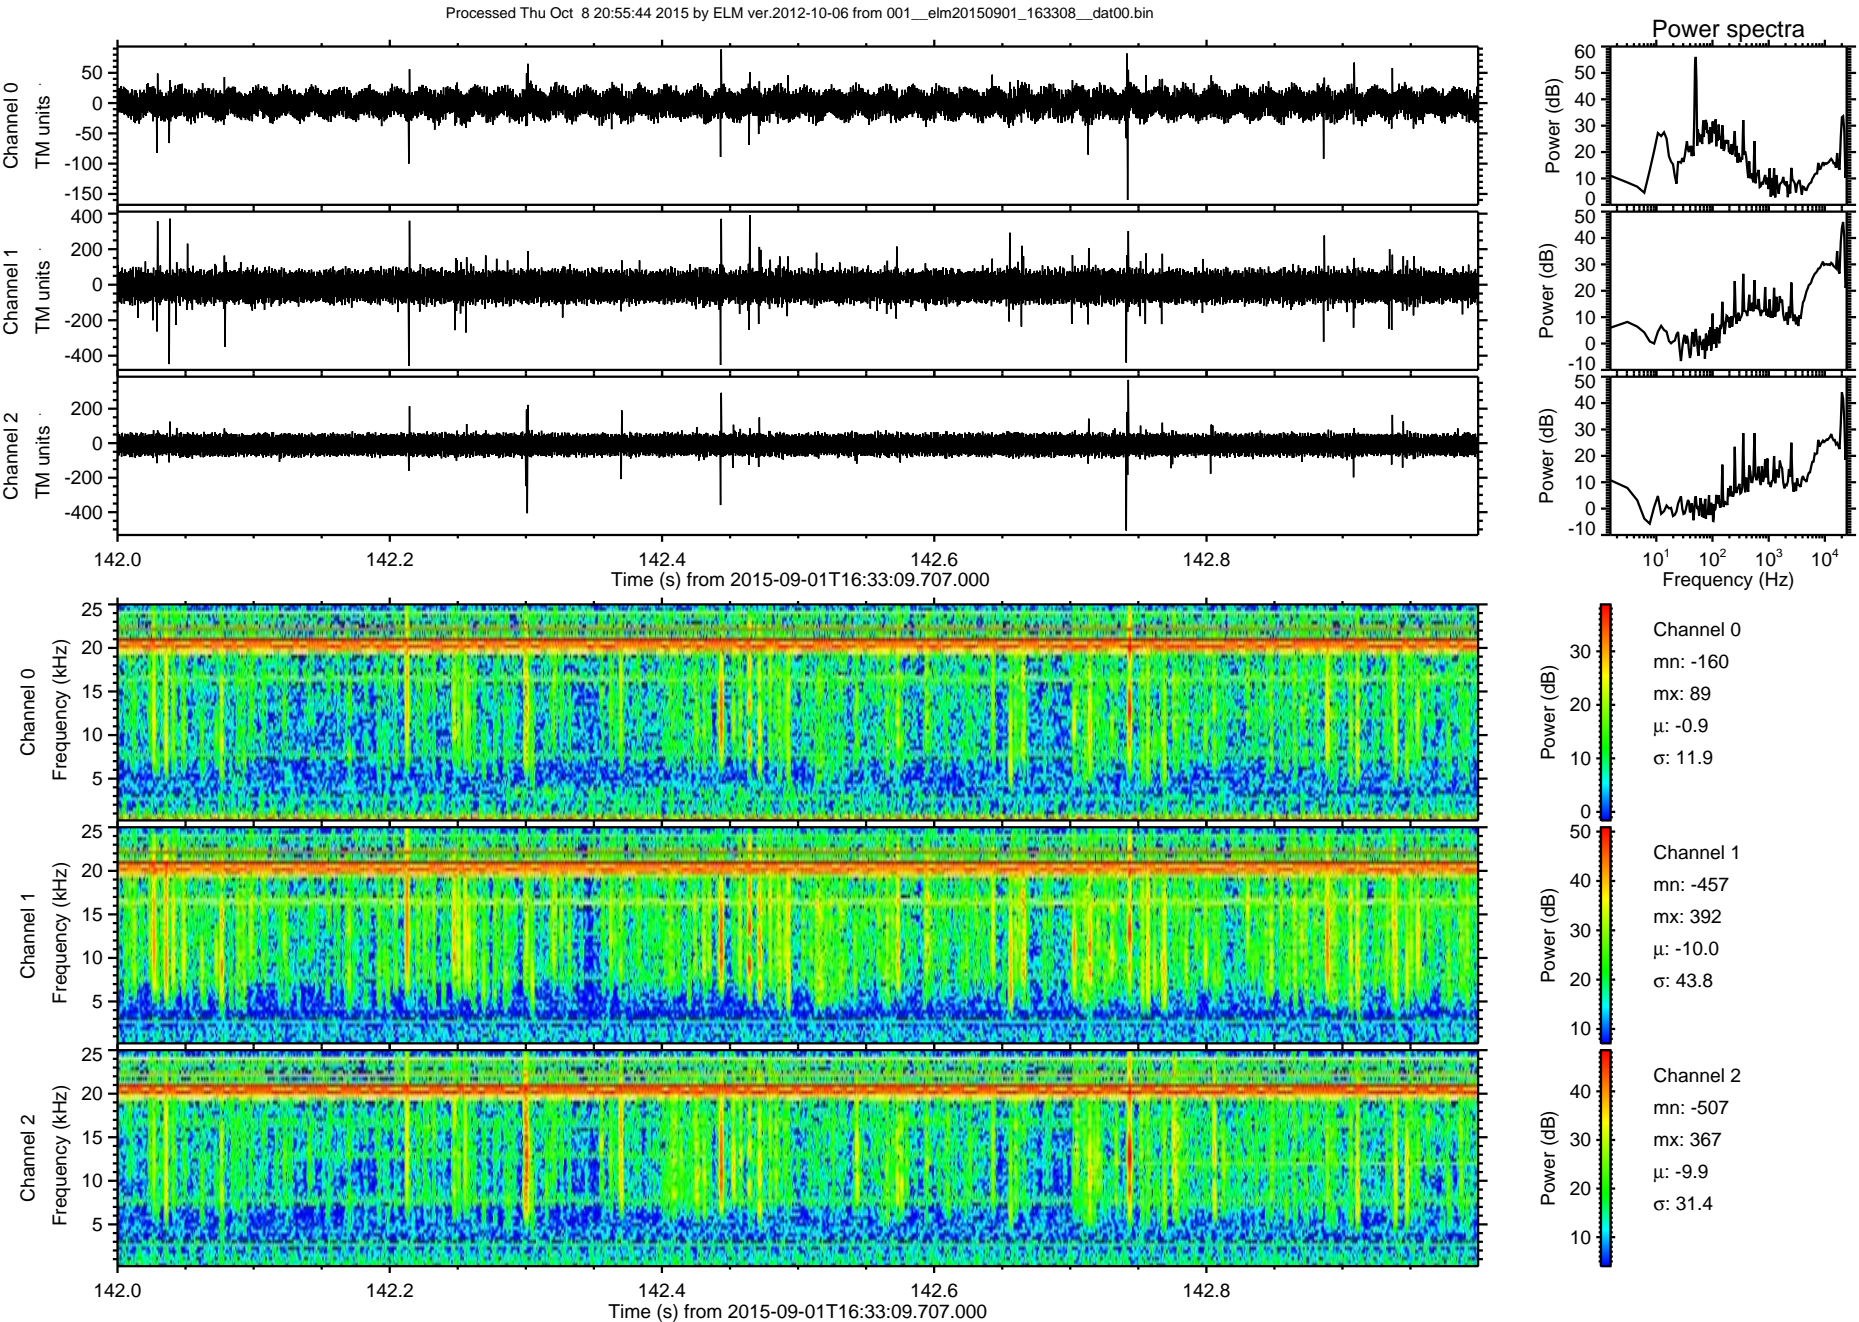 Processed Thu Oct  8 20:55:44 2015 by ELM ver.2012-10-06 from 001__elm20150901_163308__dat00.bin
Power spectra
Channel 0
TM units
50
0
-50
-100
-150
Power (dB)
60
50
40
30
20
10
0
Channel 1
TM units
400
200
0
-200
-400
Power (dB)
50
40
30
20
10
0
-10
Channel 2
TM units
200
0
-200
-400
Power (dB)
50
40
30
20
10
0
-10
142.0 142.2 142.4 142.6 142.8
Time (s) from 2015-09-01T16:33:09.707.000
10¹ 10² 10³ 10⁴
Frequency (Hz)
Channel 0
Frequency (kHz)
25
20
15
10
5
Power (dB)
30
20
10
0
Channel 0
mn: -160
mx: 89
μ: -0.9
σ: 11.9
Channel 1
Frequency (kHz)
25
20
15
10
5
Power (dB)
50
40
30
20
10
Channel 1
mn: -457
mx: 392
μ: -10.0
σ: 43.8
Channel 2
Frequency (kHz)
25
20
15
10
5
Power (dB)
40
30
20
10
Channel 2
mn: -507
mx: 367
μ: -9.9
σ: 31.4
142.0 142.2 142.4 142.6 142.8
Time (s) from 2015-09-01T16:33:09.707.000